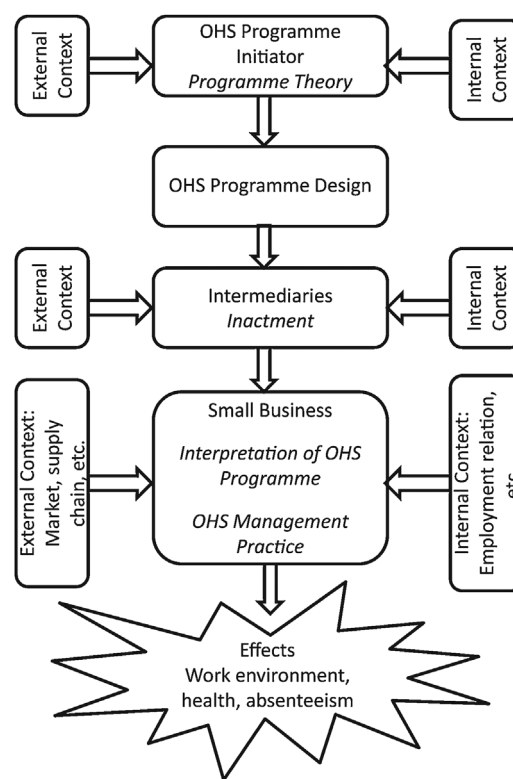 External
Context
OHS Programme
Initiator
Programme Theory
Internal
Context
OHS Programme Design
External
Context
Intermediaries
Inactment
Internal
Context
External Context:
Market, supply
chain, etc.
Small Business
Interpretation of OHS
Programme
OHS Management
Practice
Internal Context:
Employment relation,
etc
Effects
Work environment,
health, absenteeism